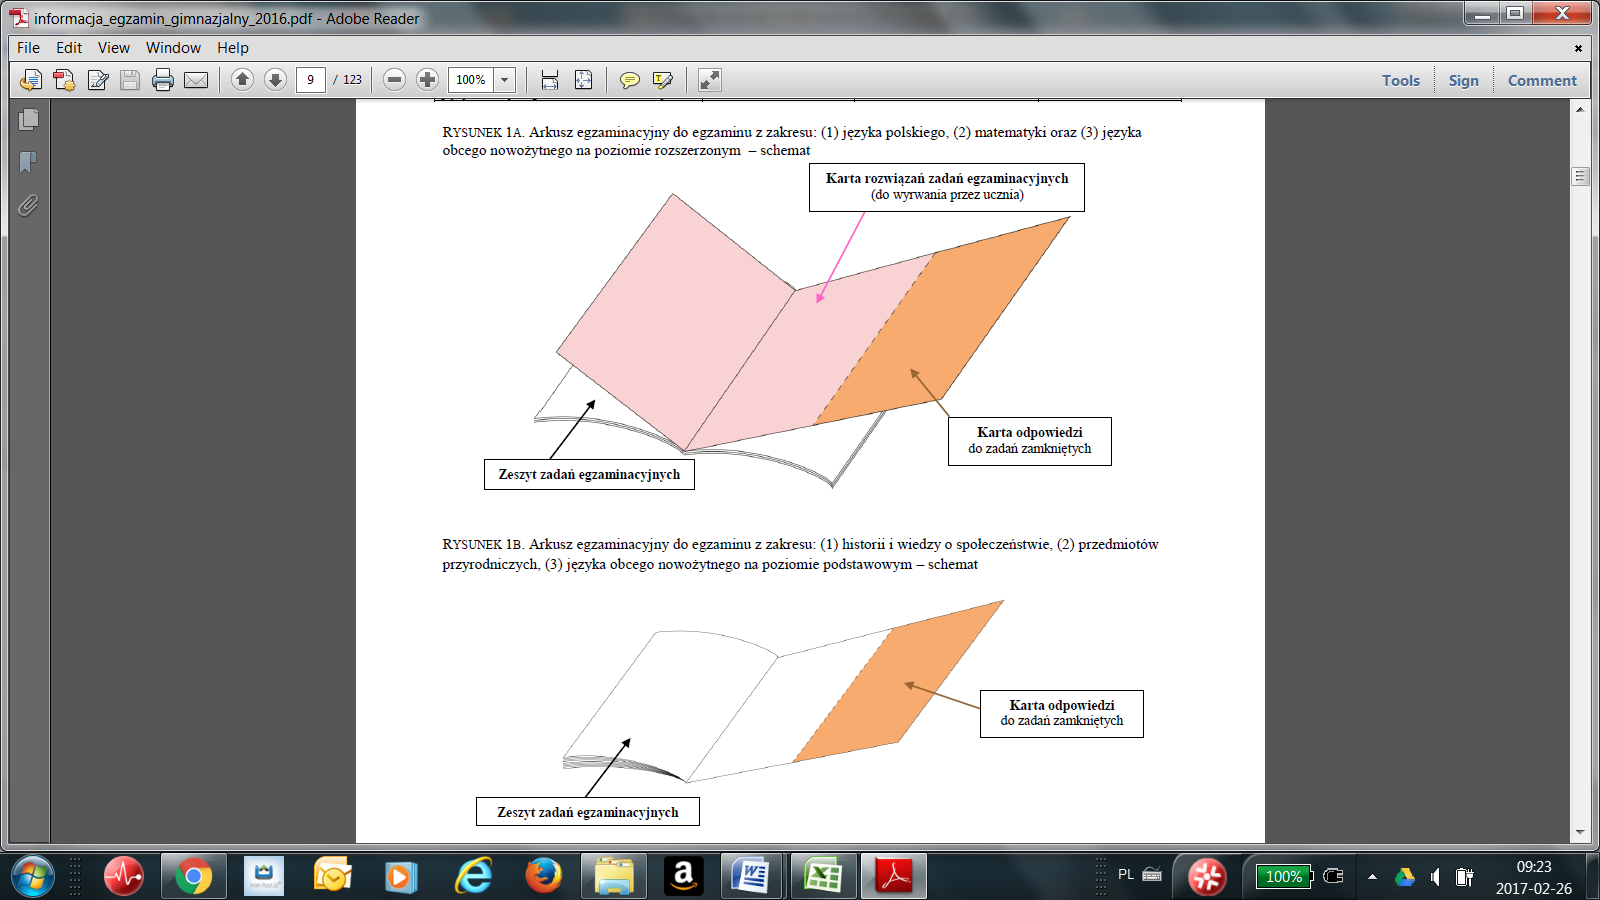 informacja_egzamin_gimnazjalny_2016.pdf - Adobe Reader
File Edit View Window Help
9 / 123 100% Tools Sign Comment
RYSUNEK 1A. Arkusz egzaminacyjny do egzaminu z zakresu: (1) języka polskiego, (2) matematyki oraz (3) języka
obcego nowożytnego na poziomie rozszerzonym – schemat
Karta rozwiązań zadań egzaminacyjnych
(do wyrwania przez ucznia)
Karta odpowiedzi
do zadań zamkniętych
Zeszyt zadań egzaminacyjnych
RYSUNEK 1B. Arkusz egzaminacyjny do egzaminu z zakresu: (1) historii i wiedzy o społeczeństwie, (2) przedmiotów
przyrodniczych, (3) języka obcego nowożytnego na poziomie podstawowym – schemat
Karta odpowiedzi
do zadań zamkniętych
Zeszyt zadań egzaminacyjnych
PL 100% 09:23
2017-02-26